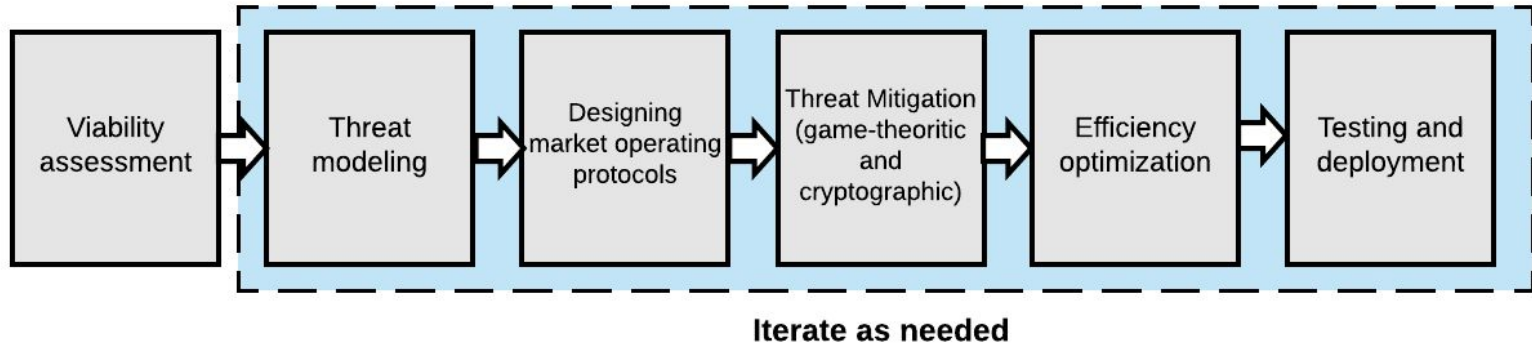 Viability
assessment
Threat
modeling
Designing
market operating
protocols
Threat Mitigation
(game-theoritic
and
cryptographic)
Efficiency
optimization
Testing and
deployment
Iterate as needed